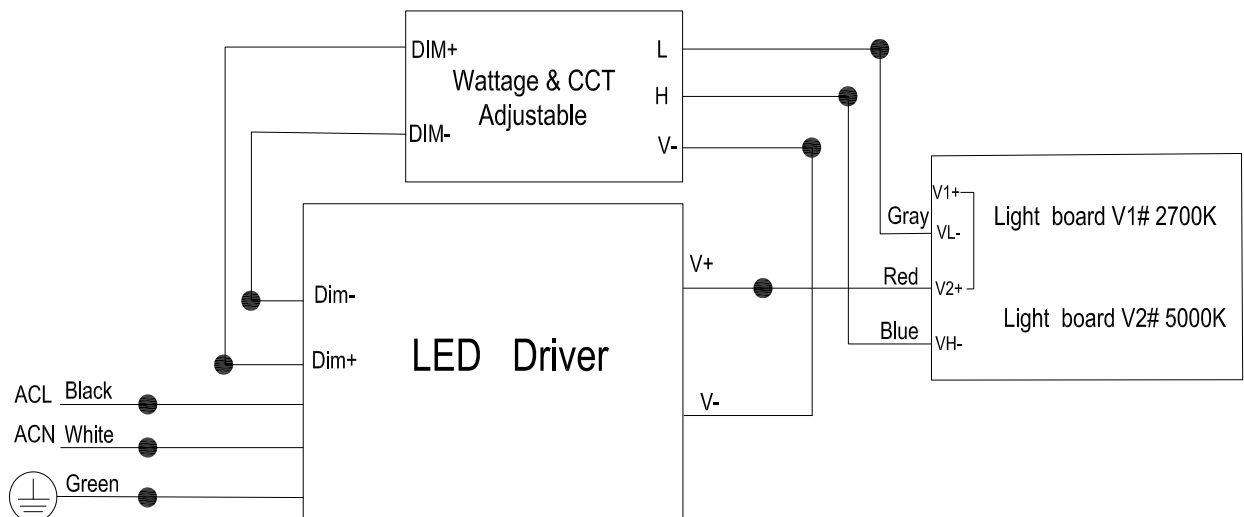 DIM+
L
Wattage & CCT
Adjustable
H
DIM-
V-
V1+
Gray
VL-
Light board V1# 2700K
V+
Red
V2+
Dim-
Light board V2# 5000K
Blue
VH-
LED Driver
Dim+
ACL Black
V-
ACN White
Green